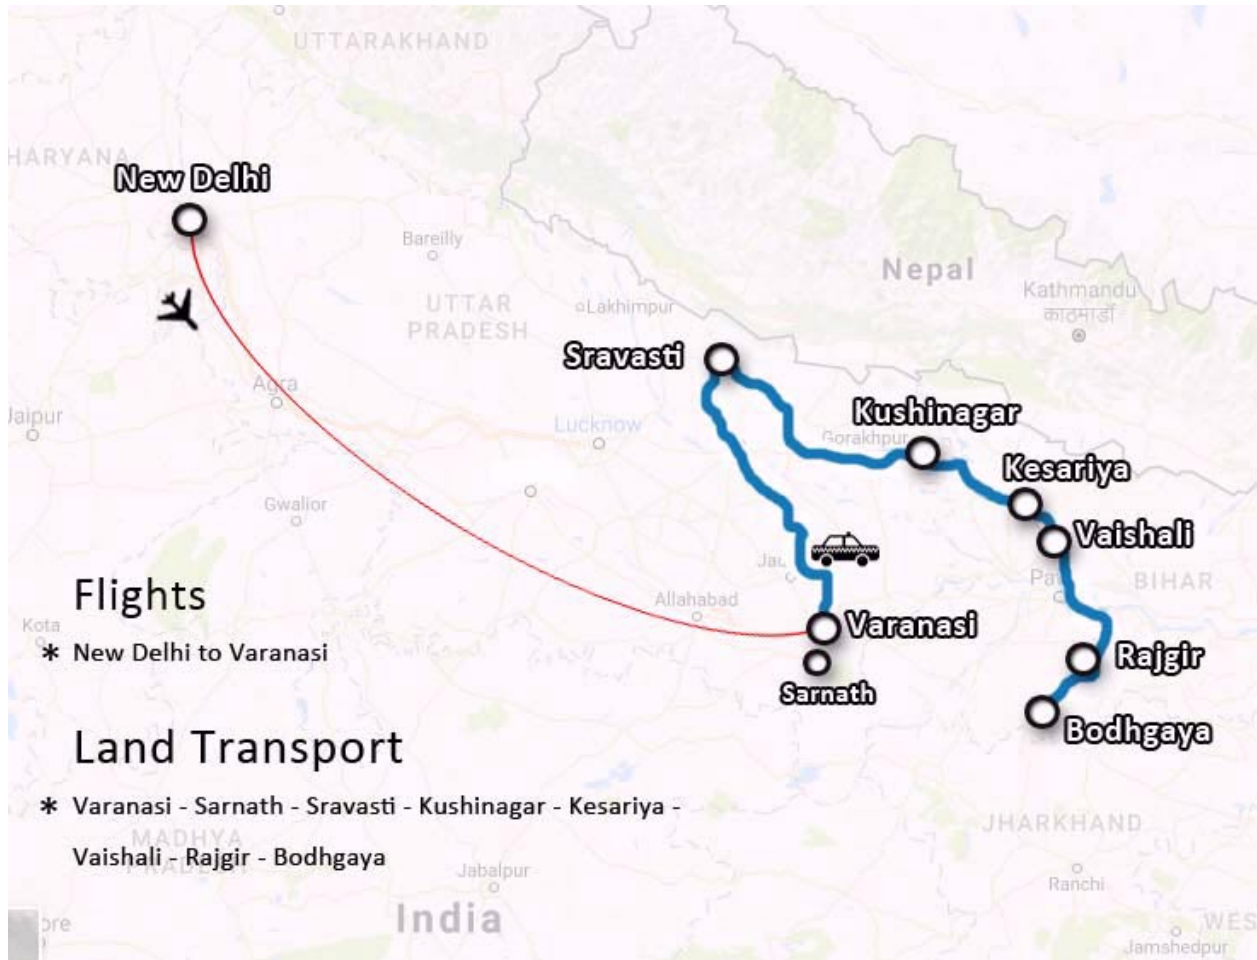 UTTARAKHAND
HARYANA
New Delhi
Bareilly
Nepal
Kathmandu
काठमाडौं
UTTAR
PRADESH
Lakhimpur
Sravasti
Agra
Jaipur
Lucknow
Kushinagar
Gorakhpur
Kesariya
Gwalior
Vaishali
BIHAR
Flights
Allahabad
Kota
Varanasi
* New Delhi to Varanasi
Rajgir
Sarnath
Bodhgaya
Land Transport
* Varanasi - Sarnath - Sravasti - Kushinagar - Kesariya -
Vaishali - Rajgir - Bodhgaya
MADHYA
PRADESH
JHARKHAND
Jabalpur
Ranchi
India
WES
Jamshedpur